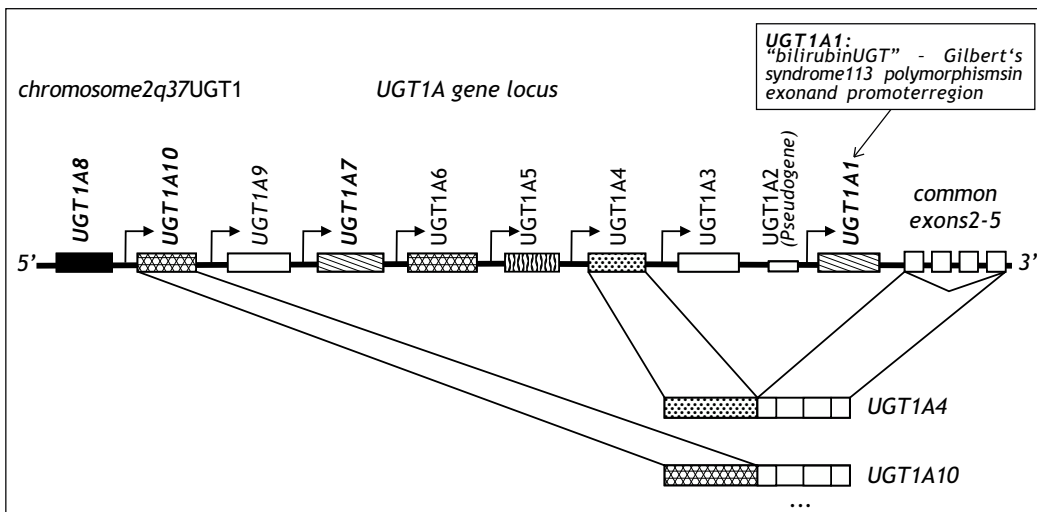 UGT1A1:
“bilirubinUGT” – Gilbert‘s
syndrome113 polymorphismsin
exonand promoterregion
chromosome2q37UGT1
UGT1A gene locus
UGT1A8
UGT1A10
UGT1A9
UGT1A7
UGT1A6
UGT1A5
UGT1A4
UGT1A3
UGT1A2
(Pseudogene)
UGT1A1
common
exons2-5
5’
3’
UGT1A4
UGT1A10
...